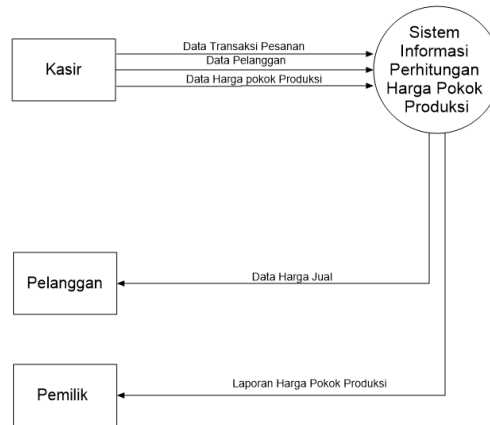 Kasir
Data Transaksi Pesanan
Data Pelanggan
Data Harga pokok Produksi
Sistem
Informasi
Perhitungan
Harga Pokok
Produksi
Pelanggan
Data Harga Jual
Pemilik
Laporan Harga Pokok Produksi